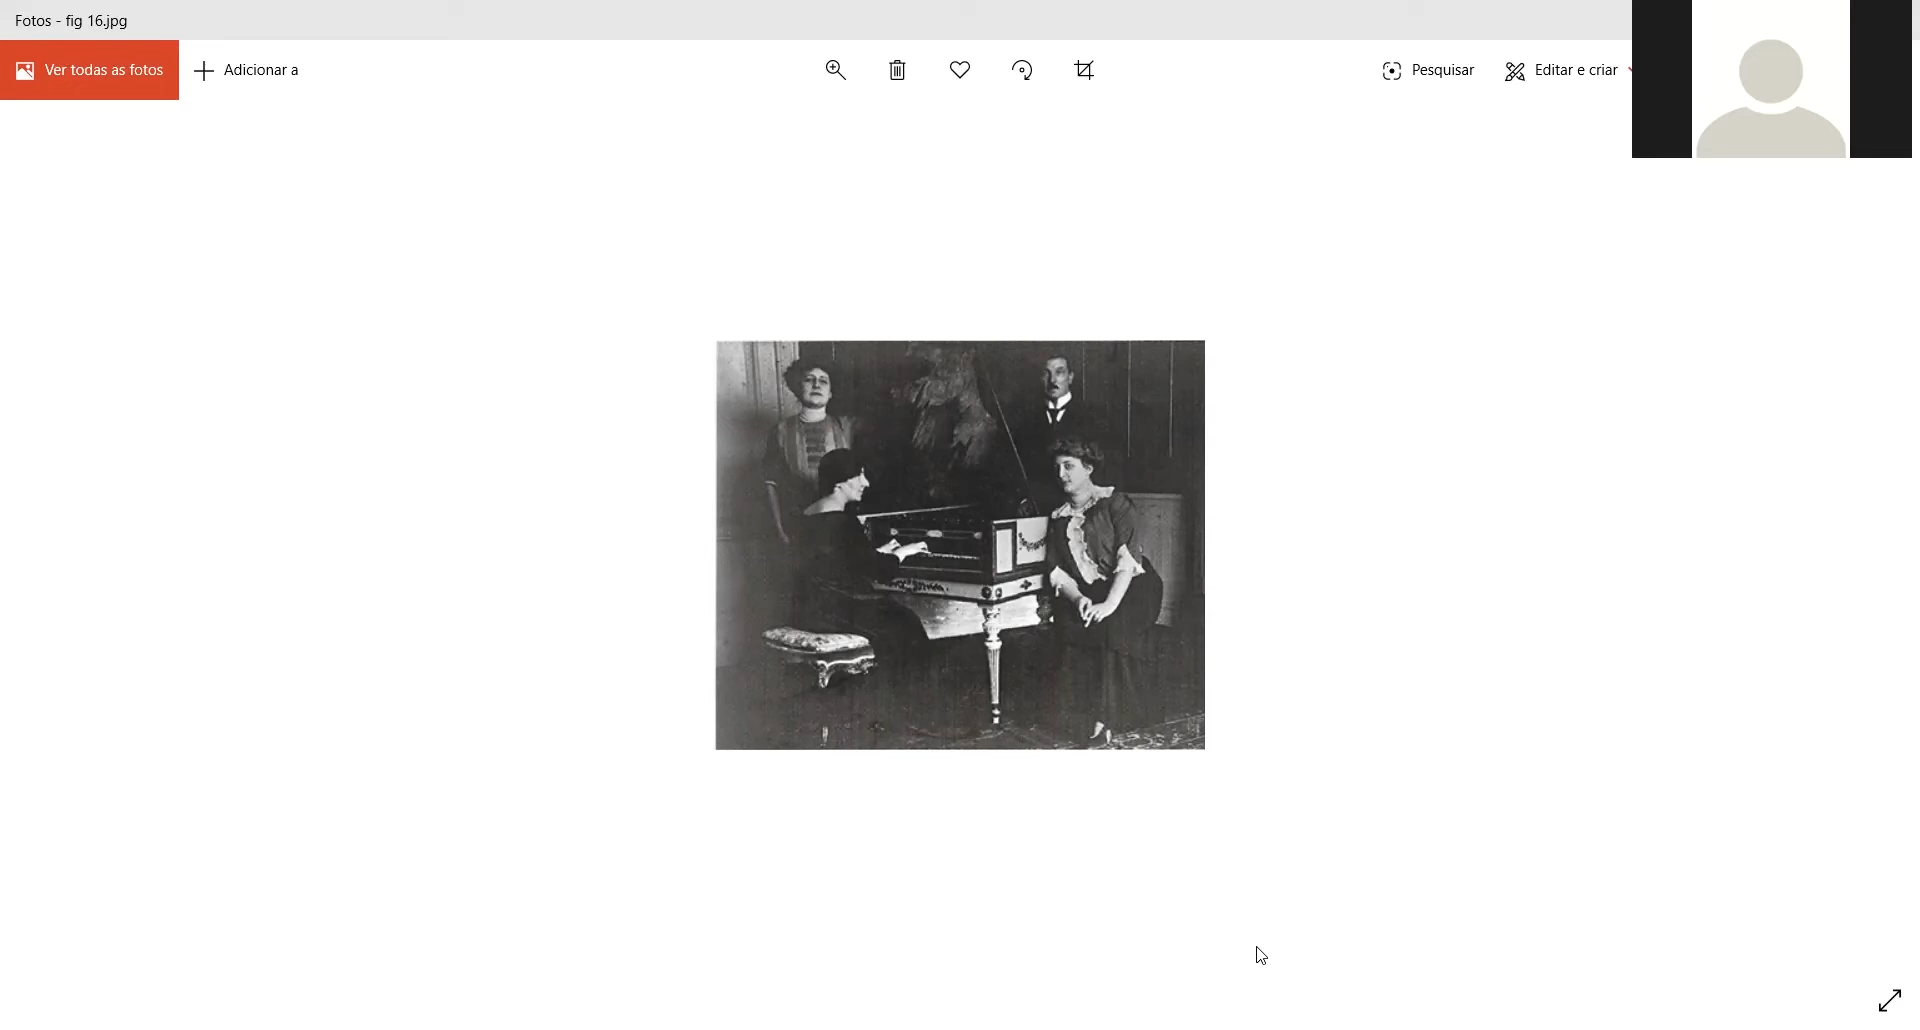 Fotos - fig 16.jpg
Ver todas as fotos
Adicionar a
Pesquisar
Editar e criar